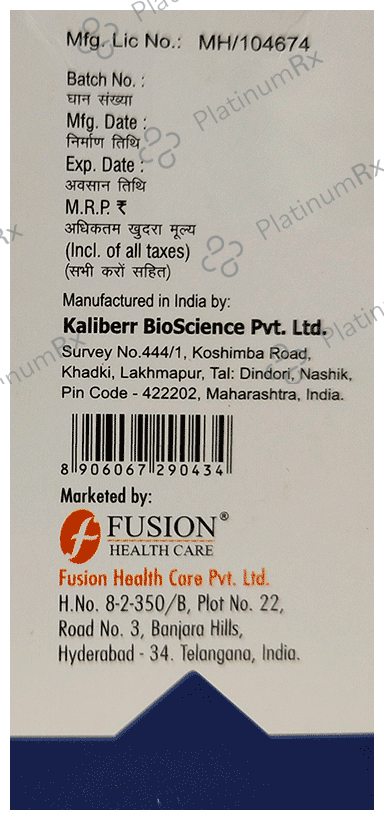 Mfg. Lic No.: MH/104674
Batch No. :
घान संख्या
Mfg. Date :
निर्माण तिथि
Exp. Date :
अवसान तिथि
M.R.P. ₹
अधिकतम खुदरा मूल्य
(Incl. of all taxes)
(सभी करों सहित)
Manufactured in India by:
Kaliberr BioScience Pvt. Ltd.
Survey No.444/1, Koshimba Road,
Khadki, Lakhmapur, Tal: Dindori, Nashik,
Pin Code - 422202, Maharashtra, India.
8 906067 290434
Marketed by:
FUSION®
HEALTH CARE
Fusion Health Care Pvt. Ltd.
H.No. 8-2-350/B, Plot No. 22,
Road No. 3, Banjara Hills,
Hyderabad - 34. Telangana, India.
PlatinumRx
PlatinumRx
PlatinumRx